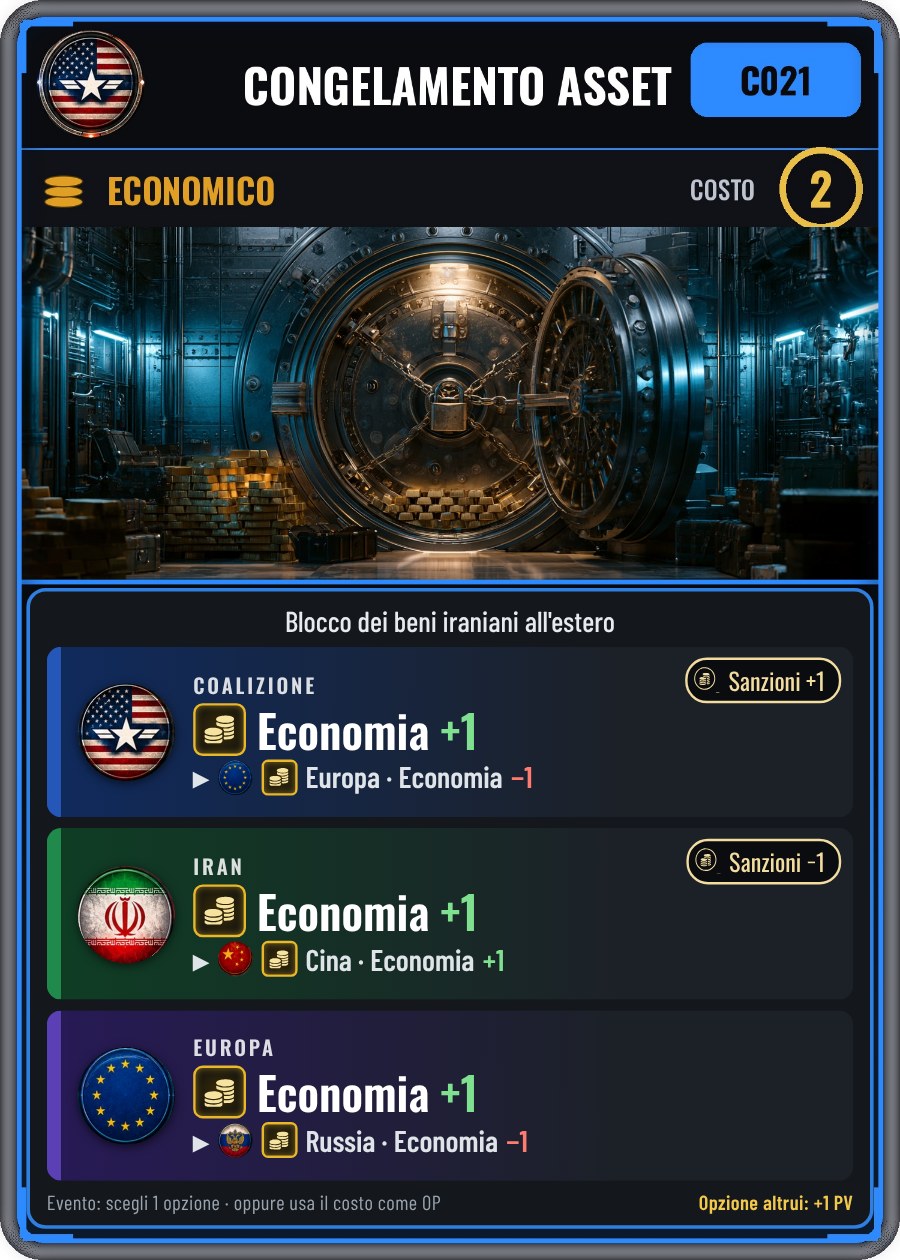 CONGELAMENTO ASSET
C021
ECONOMICO
COSTO
2
Blocco dei beni iraniani all'estero
COALIZIONE
Sanzioni +1
Economia +1
▶ Europa · Economia −1
IRAN
Sanzioni −1
Economia +1
▶ Cina · Economia +1
EUROPA
Economia +1
▶ Russia · Economia −1
Evento: scegli 1 opzione · oppure usa il costo come OP
Opzione altrui: +1 PV